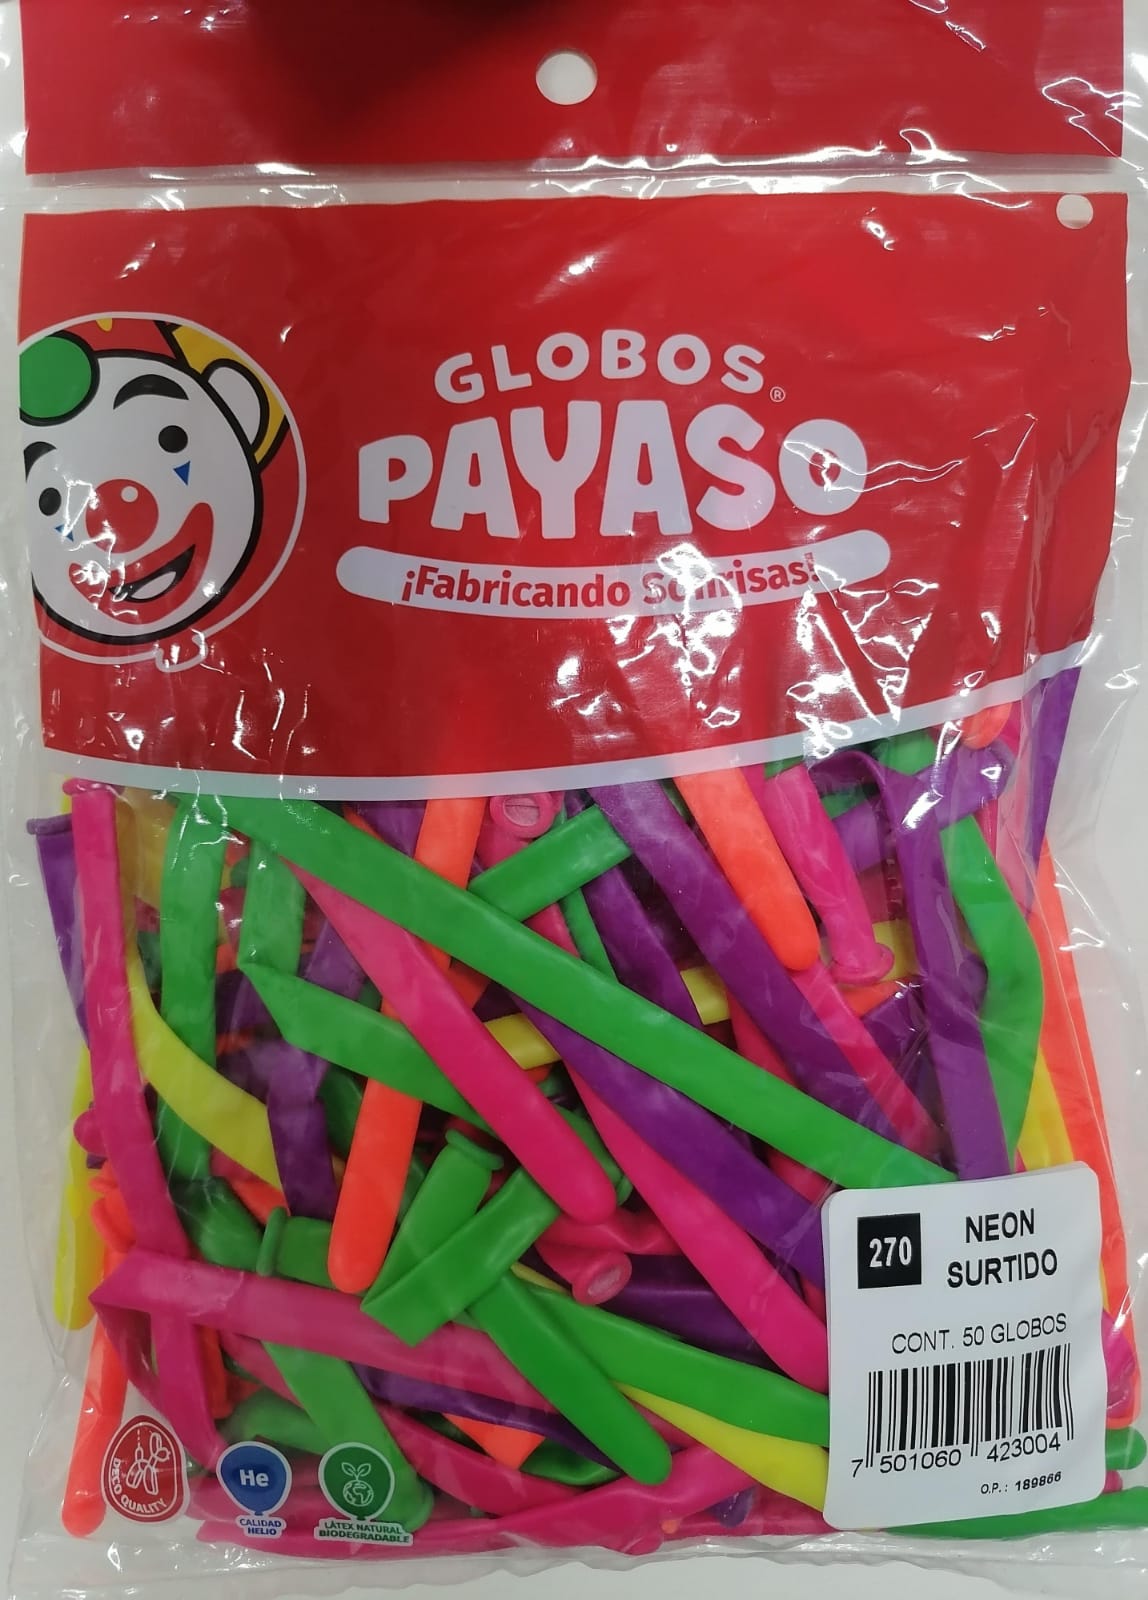 GLOBOS®
PAYASO
¡Fabricando Sonrisas!
270
NEON
SURTIDO
CONT. 50 GLOBOS
7 501060 423004
O.P.: 189866
DECO QUALITY
He
CALIDAD
HELIO
LÁTEX NATURAL
BIODEGRADABLE